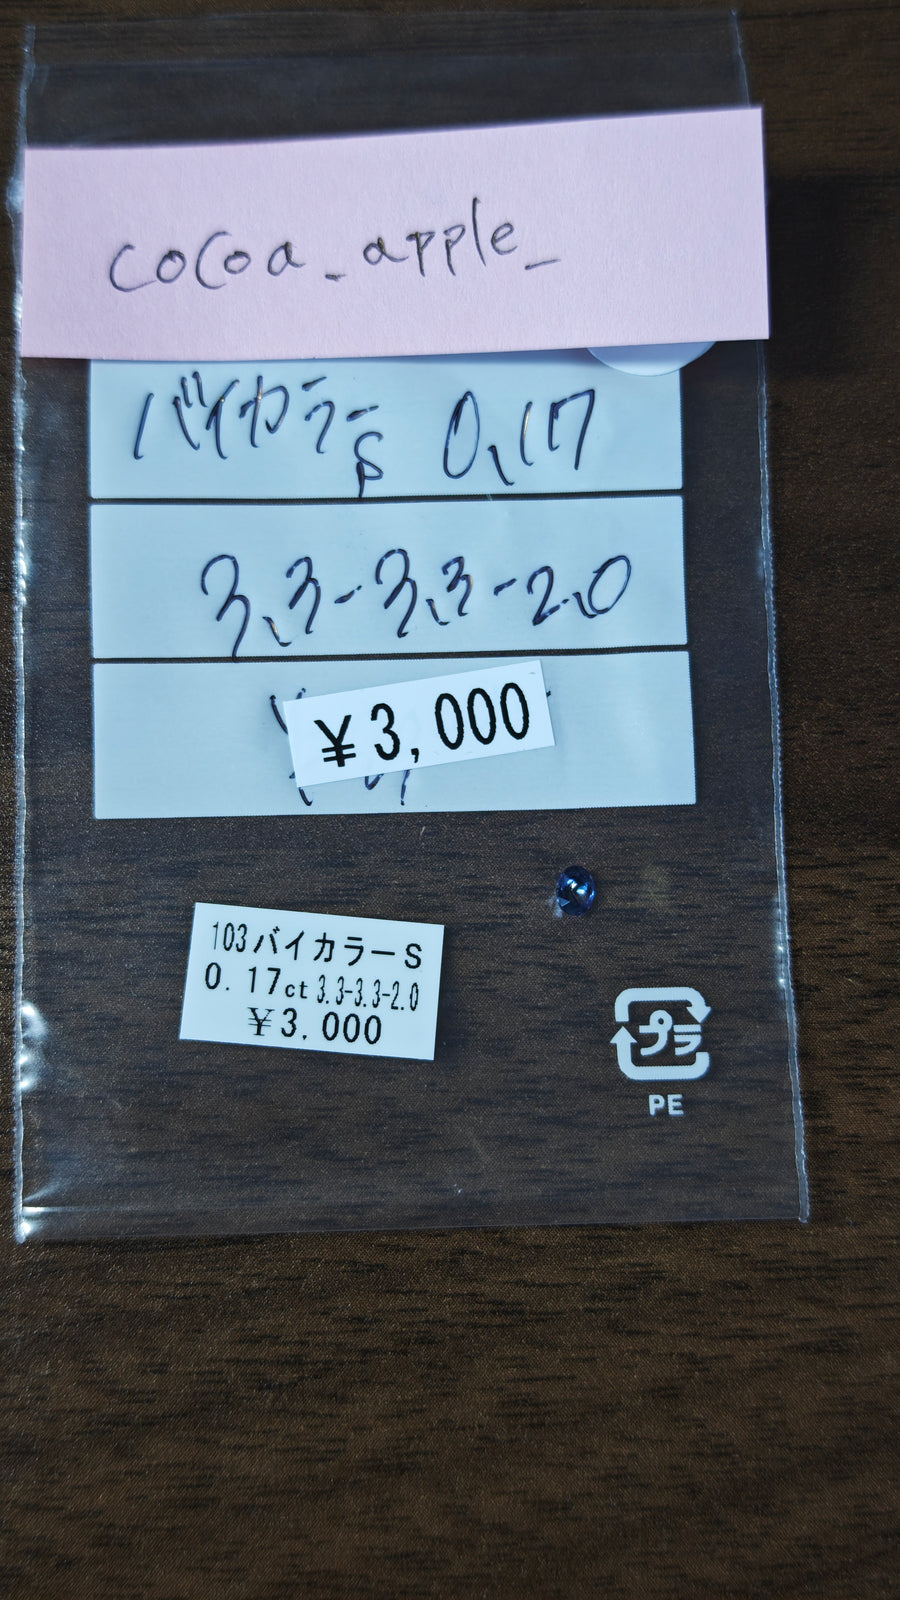 cocoa_apple_
バイカラーS 0.17
3.3-3.3-2.0
¥3,000
103バイカラーS
0.17ct 3.3-3.3-2.0
¥3.000
プラ
PE